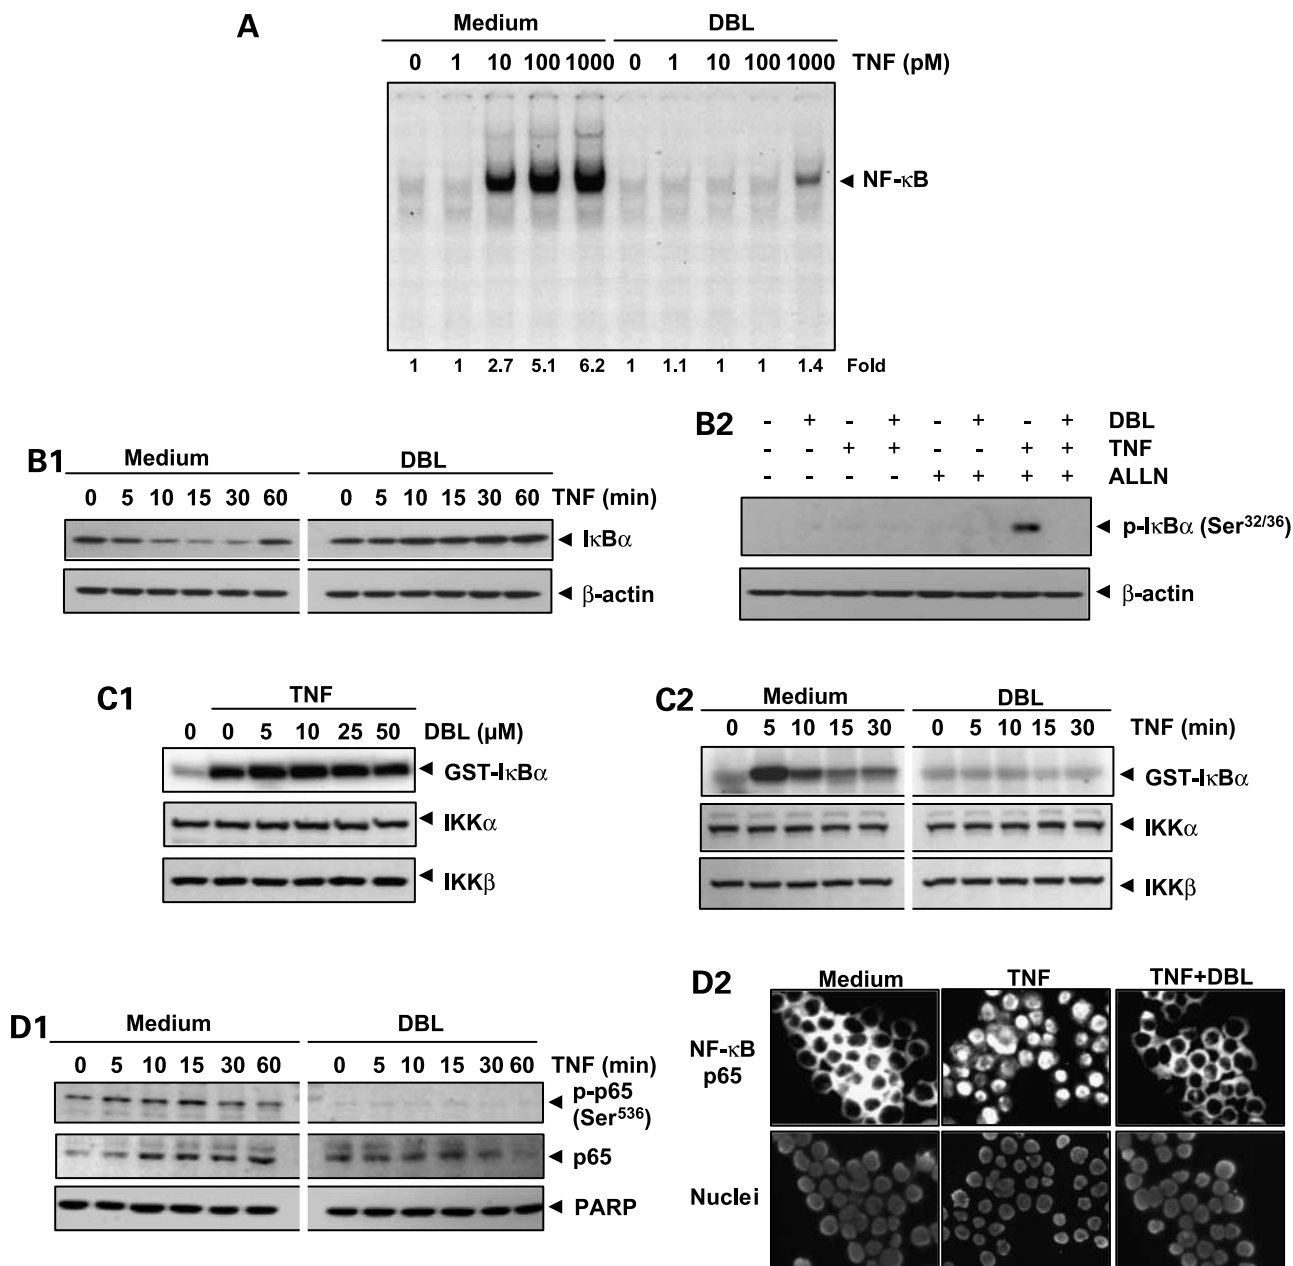 A
Medium DBL
0 1 10 100 1000 0 1 10 100 1000 TNF (pM)
NF-κB
1 1 2.7 5.1 6.2 1 1.1 1 1 1.4 Fold
B1
Medium DBL
0 5 10 15 30 60 0 5 10 15 30 60 TNF (min)
IκBα
β-actin
B2
- + - + - + - + DBL
- - + + - - + + TNF
- - - - + + + + ALLN
p-IκBα (Ser32/36)
β-actin
C1
TNF
0 0 5 10 25 50 DBL (µM)
GST-IκBα
IKKα
IKKβ
C2
Medium DBL
0 5 10 15 30 0 5 10 15 30 TNF (min)
GST-IκBα
IKKα
IKKβ
D1
Medium DBL
0 5 10 15 30 60 0 5 10 15 30 60 TNF (min)
p-p65
(Ser536)
p65
PARP
D2
Medium TNF TNF+DBL
NF-κB
p65
Nuclei